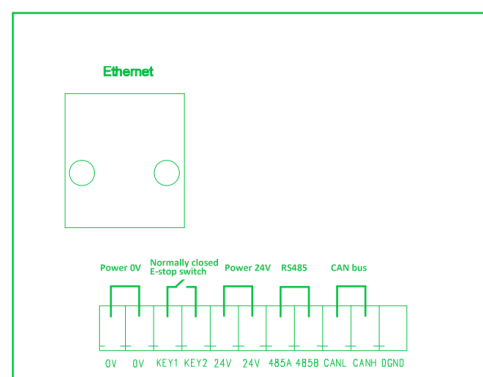 Ethernet
Power 0V
Normally closed
E-stop switch
Power 24V
RS485
CAN bus
0V 0V KEY1 KEY2 24V 24V 485A 485B CANL CANH DGND